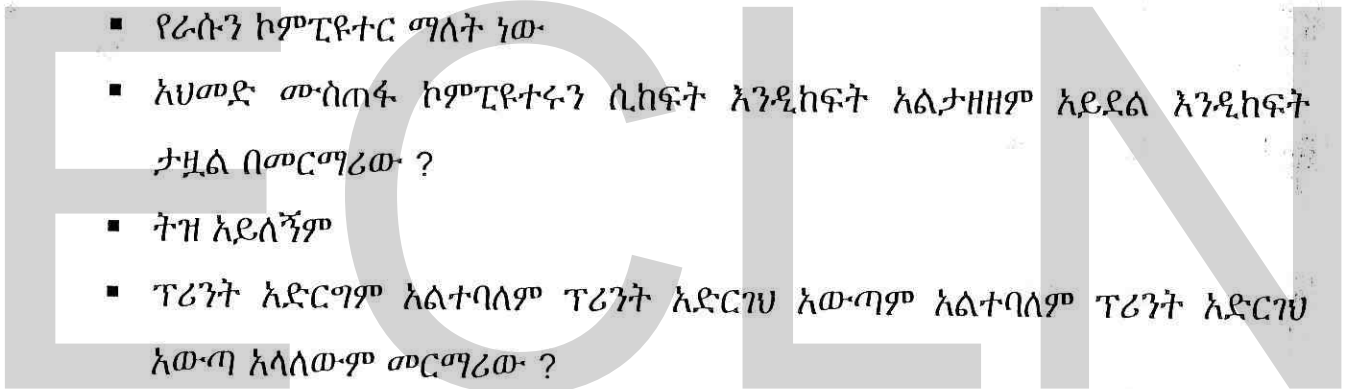 ▪ የራሱን ኮምፒዩተር ማለት ነው
▪ አህመድ ሙስጠፋ ኮምፒዩተሩን ሲከፍት እንዲከፍት አልታዘዘም አይደል እንዲከፍት
ታዟል በመርማሪው ?
▪ ትዝ አይለኝም
▪ ፕሪንት አድርግም አልተባለም ፕሪንት አድርገህ አውጣም አልተባለም ፕሪንት አድርገህ
አውጣ አላለውም መርማሪው ?
ECLN